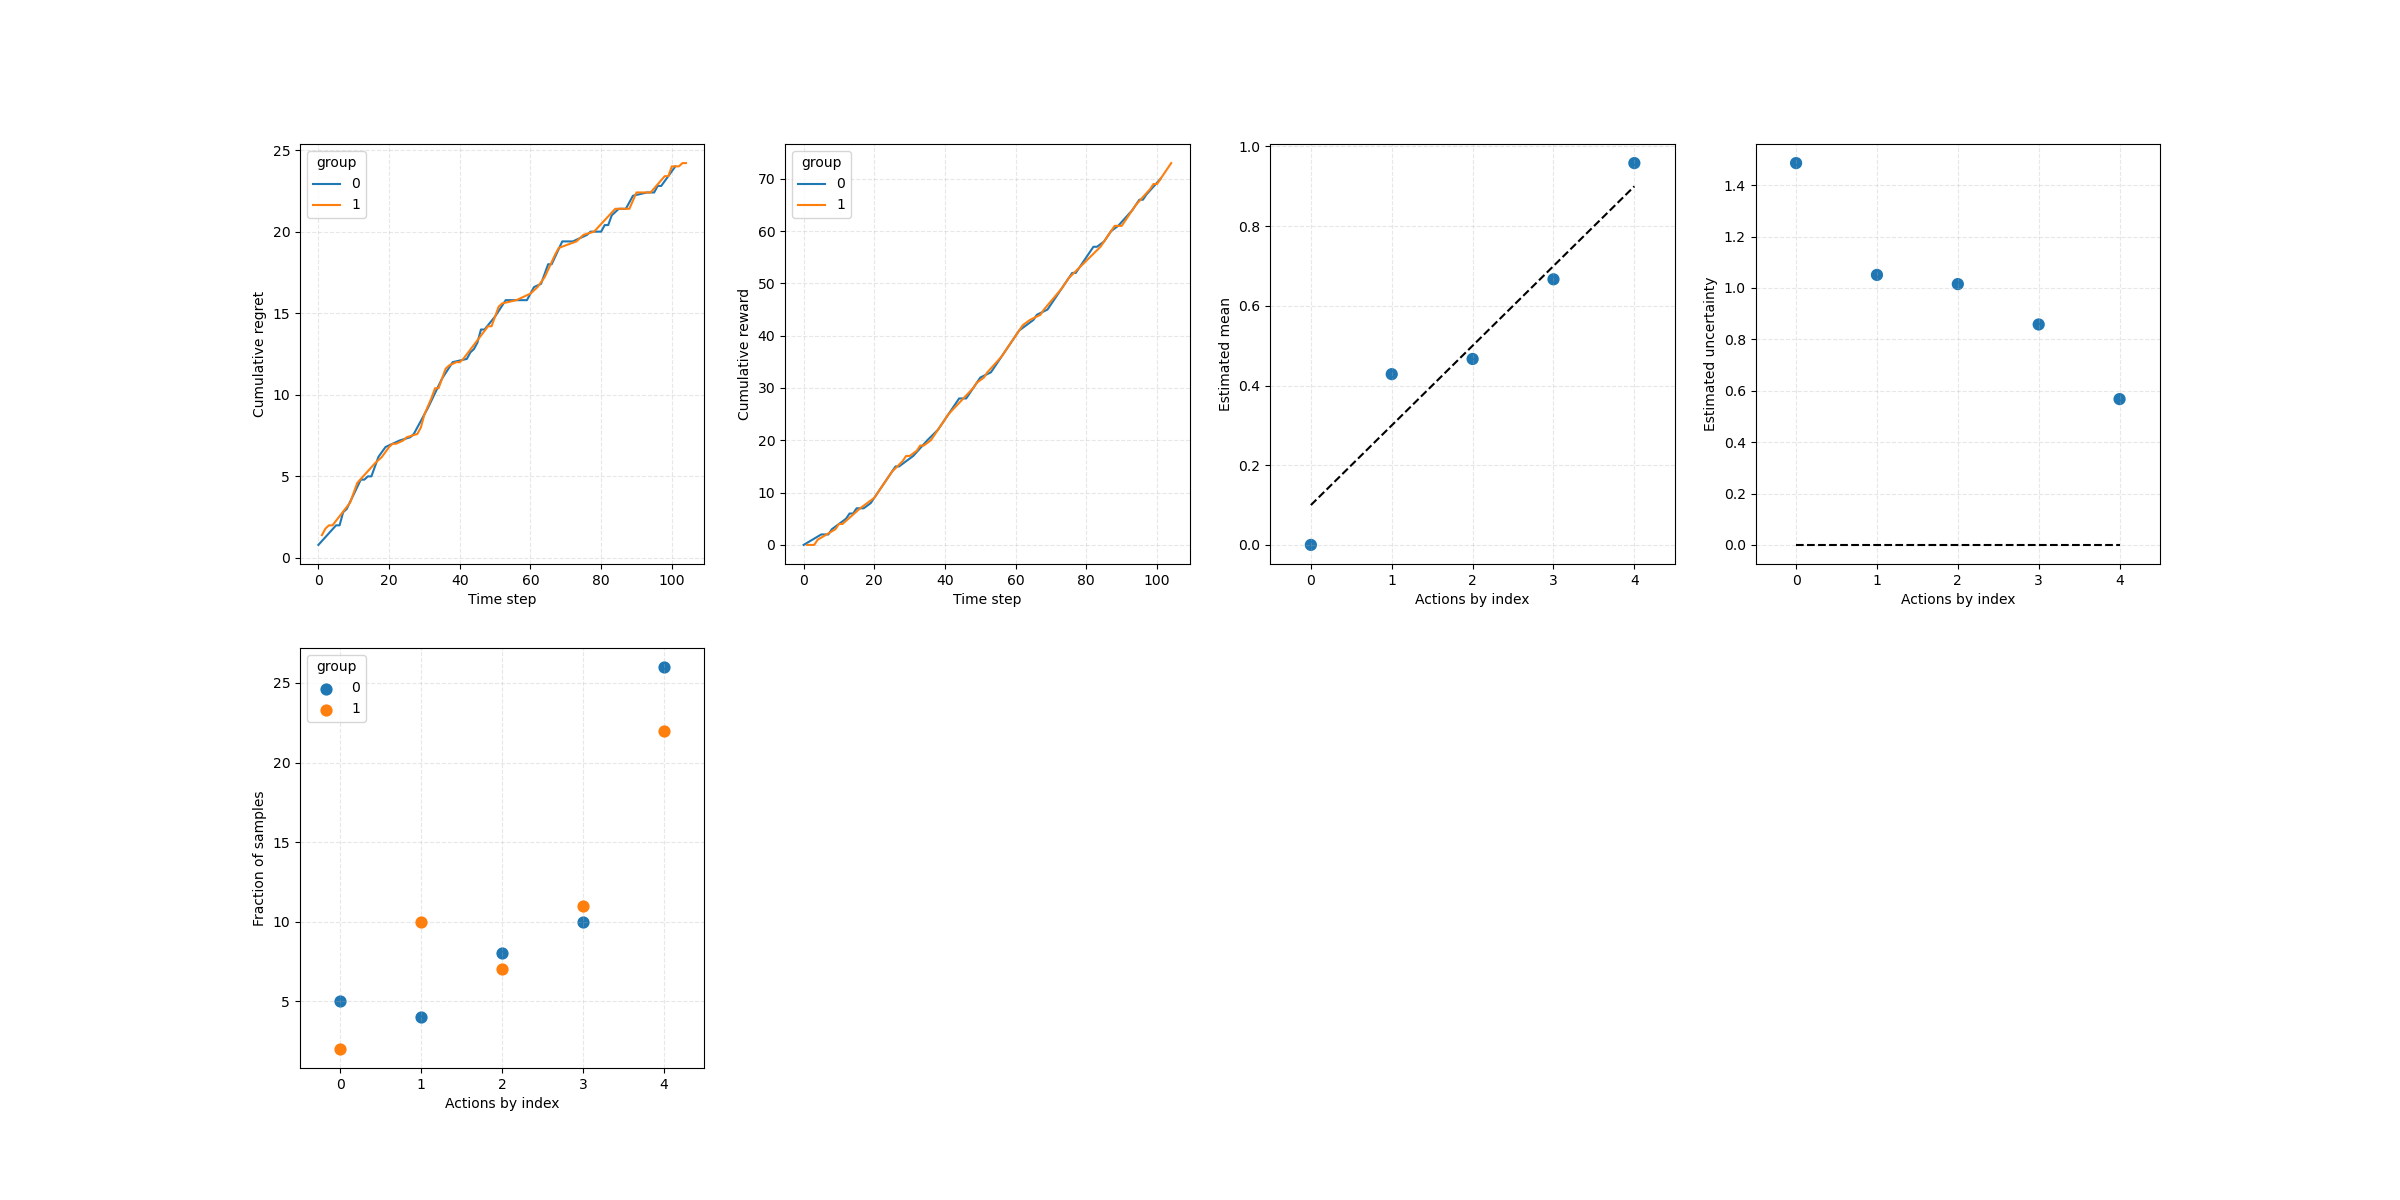 group
0
1
25
20
15
10
5
0
Cumulative regret
0 20 40 60 80 100
Time step
group
0
1
70
60
50
40
30
20
10
0
Cumulative reward
0 20 40 60 80 100
Time step
1.0
0.8
0.6
0.4
0.2
0.0
Estimated mean
0 1 2 3 4
Actions by index
1.4
1.2
1.0
0.8
0.6
0.4
0.2
0.0
Estimated uncertainty
0 1 2 3 4
Actions by index
group
0
1
25
20
15
10
5
Fraction of samples
0 1 2 3 4
Actions by index